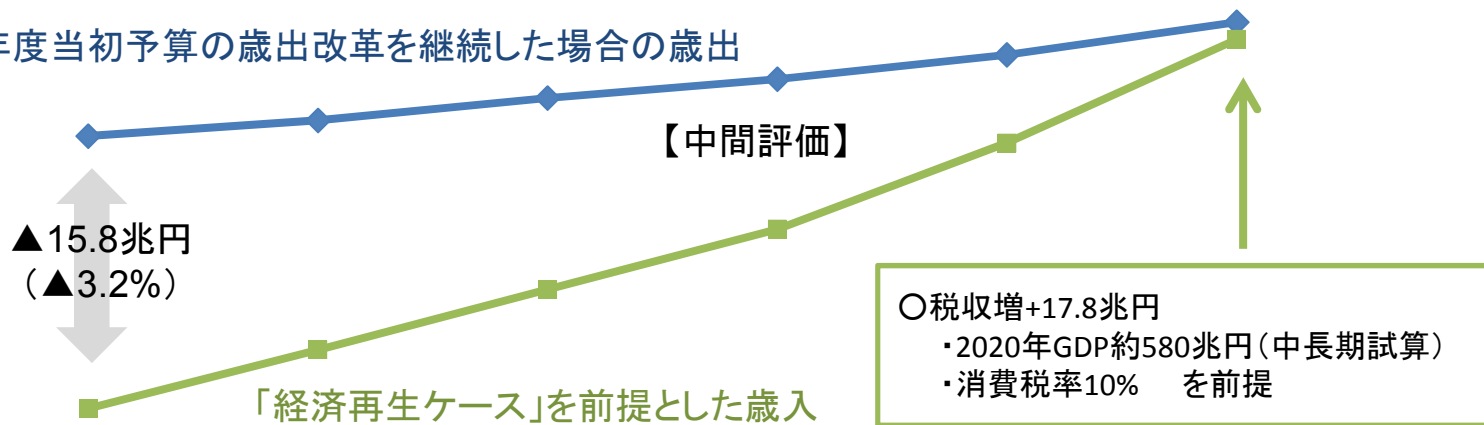 年度当初予算の歳出改革を継続した場合の歳出
【中間評価】
▲15.8兆円
(▲3.2%)
〇税収増+17.8兆円
・2020年GDP約580兆円(中長期試算)
・消費税率10% を前提
「経済再生ケース」を前提とした歳入